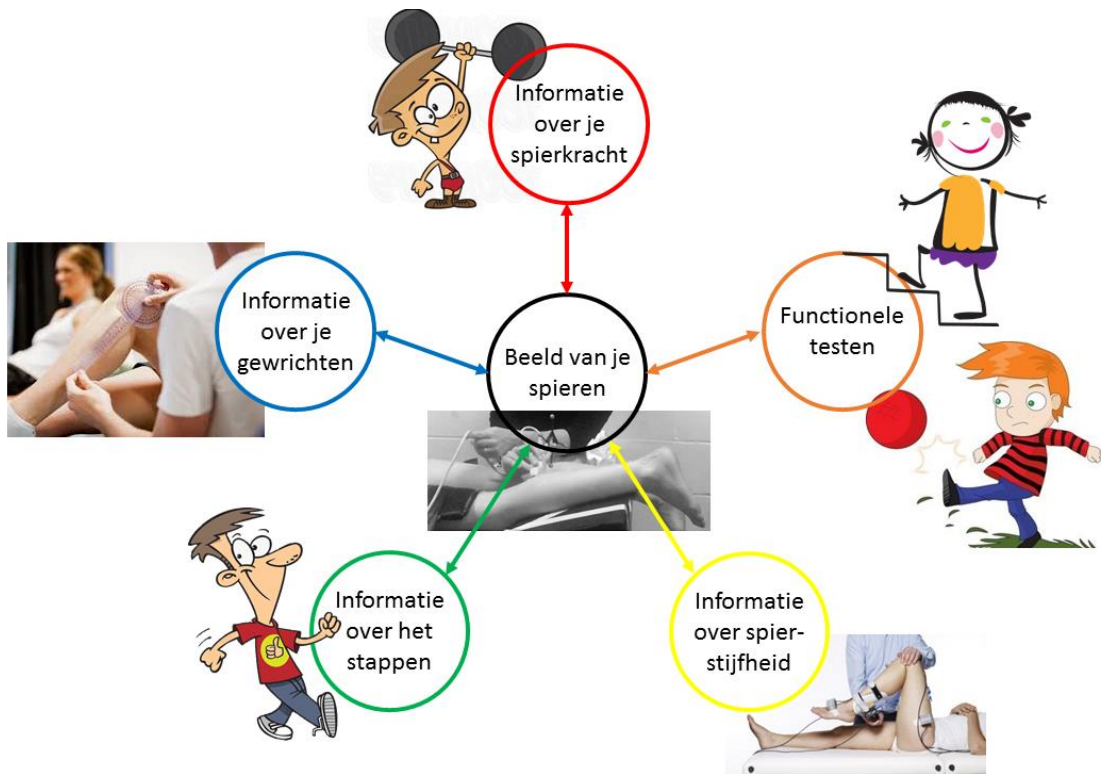 Informatie
over je
spierkracht
Informatie
over je
gewrichten
Beeld van je
spieren
Functionele
testen
Informatie
over het
stappen
Informatie
over spier-
stijfheid